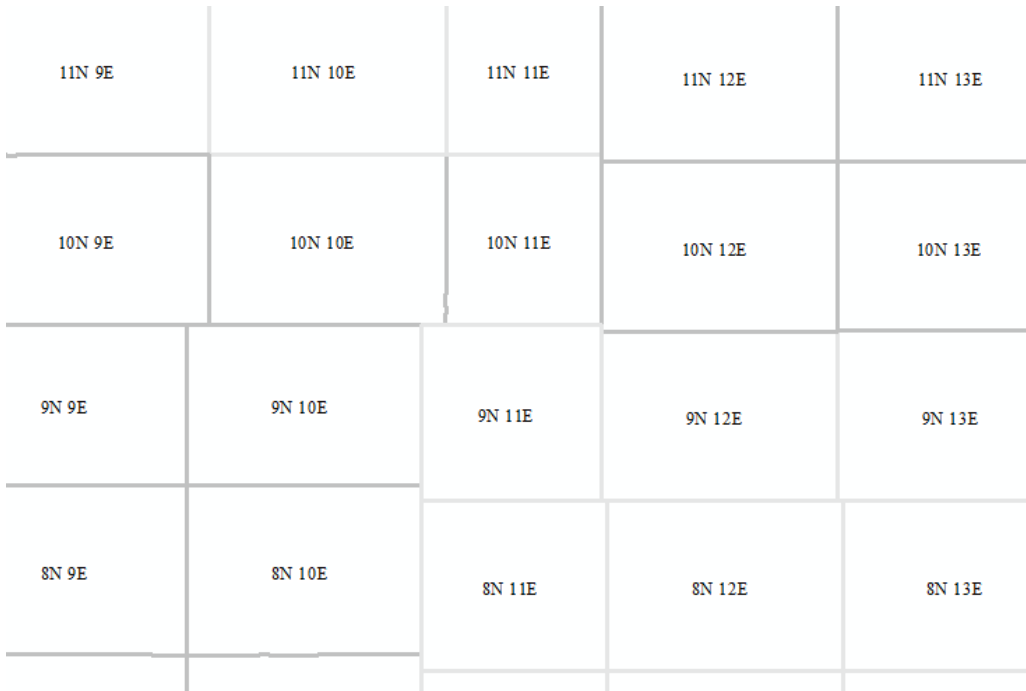 11N 9E
11N 10E
11N 11E
11N 12E
11N 13E
10N 9E
10N 10E
10N 11E
10N 12E
10N 13E
9N 9E
9N 10E
9N 11E
9N 12E
9N 13E
8N 9E
8N 10E
8N 11E
8N 12E
8N 13E